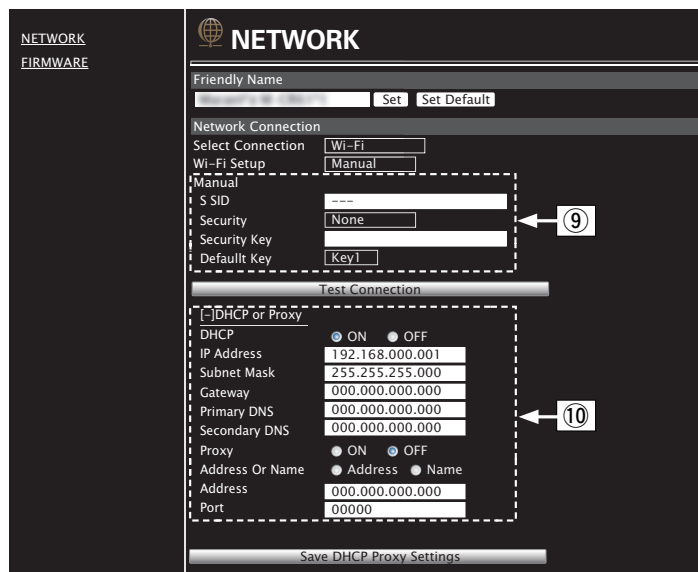 NETWORK
FIRMWARE
NETWORK
Friendly Name
Set Set Default
Network Connection
Select Connection Wi-Fi
Wi-Fi Setup Manual
Manual
S SID ---
Security None
Security Key
Defaullt Key Key1
⑨
Test Connection
[-]DHCP or Proxy
DHCP ON OFF
IP Address 192.168.000.001
Subnet Mask 255.255.255.000
Gateway 000.000.000.000
Primary DNS 000.000.000.000
Secondary DNS 000.000.000.000
⑩
Proxy ON OFF
Address Or Name Address Name
Address 000.000.000.000
Port 00000
Save DHCP Proxy Settings